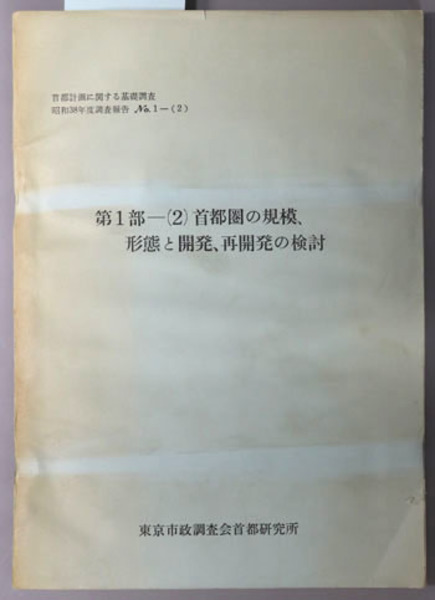 首都計画に関する基礎調査
昭和38年度調査報告 No.1—(2)
第1部—(2) 首都圏の規模、
形態と開発、再開発の検討
東京市政調査会首都研究所